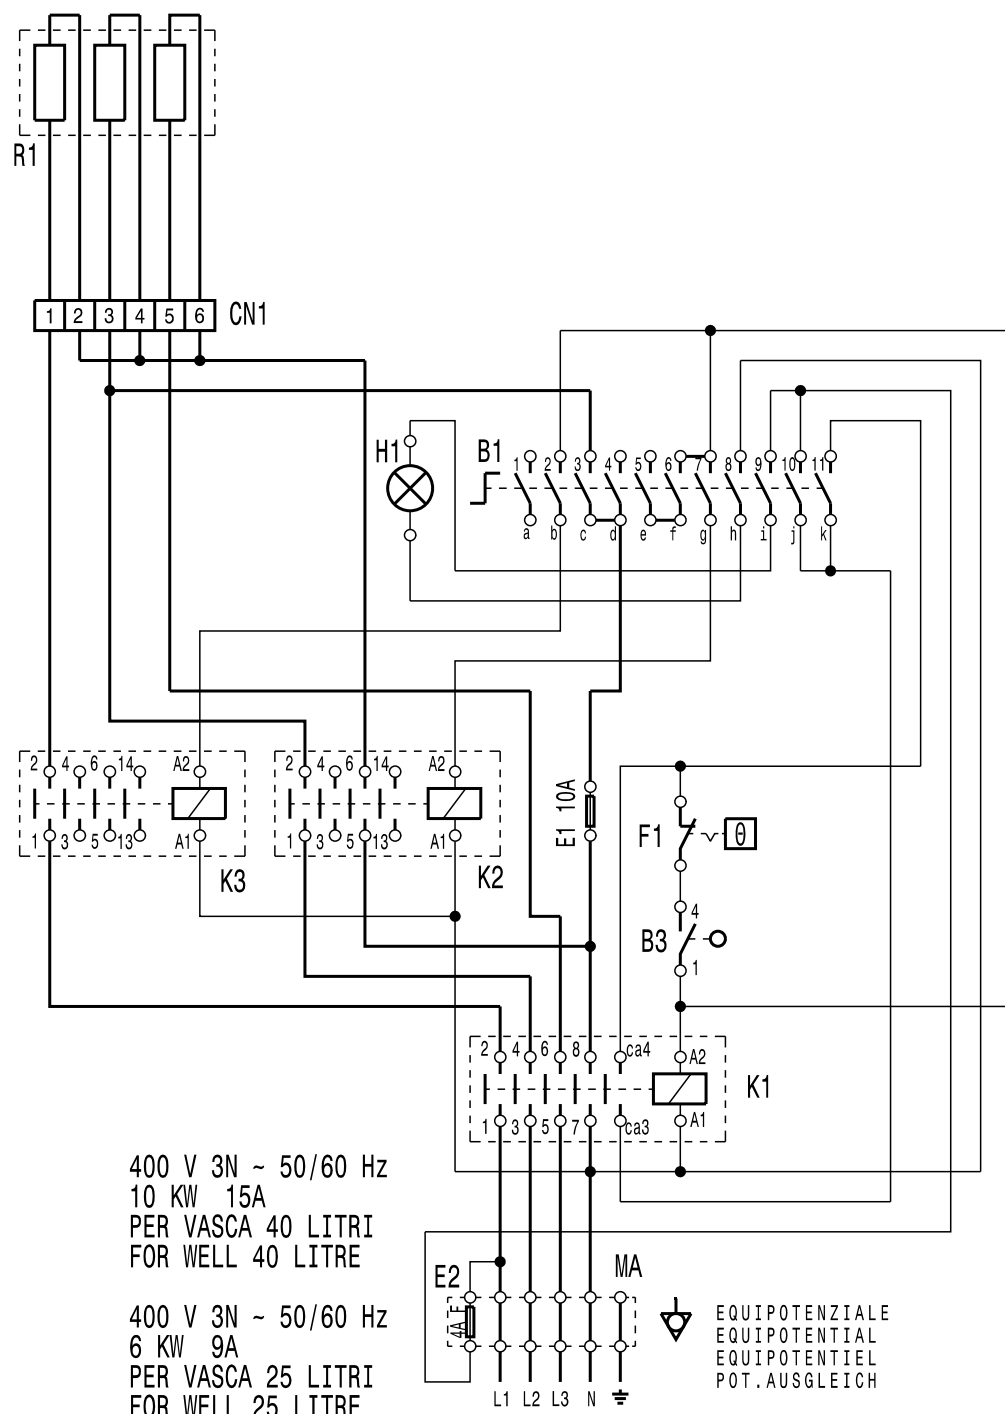 R1
1 2 3 4 5 6 CN1
H1
B1
1 2 3 4 5 6 7 8 9 10 11
a b c d e f g h i j k
2 4 6 14 A2
1 3 5 13 A1
K3
2 4 6 14 A2
1 3 5 13 A1
K2
E1 10A
F1 θ
4
B3
1
2 4 6 8 ca4 A2
K1
1 3 5 7 ca3 A1
400 V 3N ~ 50/60 Hz
10 KW 15A
PER VASCA 40 LITRI
FOR WELL 40 LITRE
400 V 3N ~ 50/60 Hz
6 KW 9A
PER VASCA 25 LITRI
FOR WELL 25 LITRE
E2
MA
4A F
L1 L2 L3 N
EQUIPOTENZIALE
EQUIPOTENTIAL
EQUIPOTENTIEL
POT.AUSGLEICH